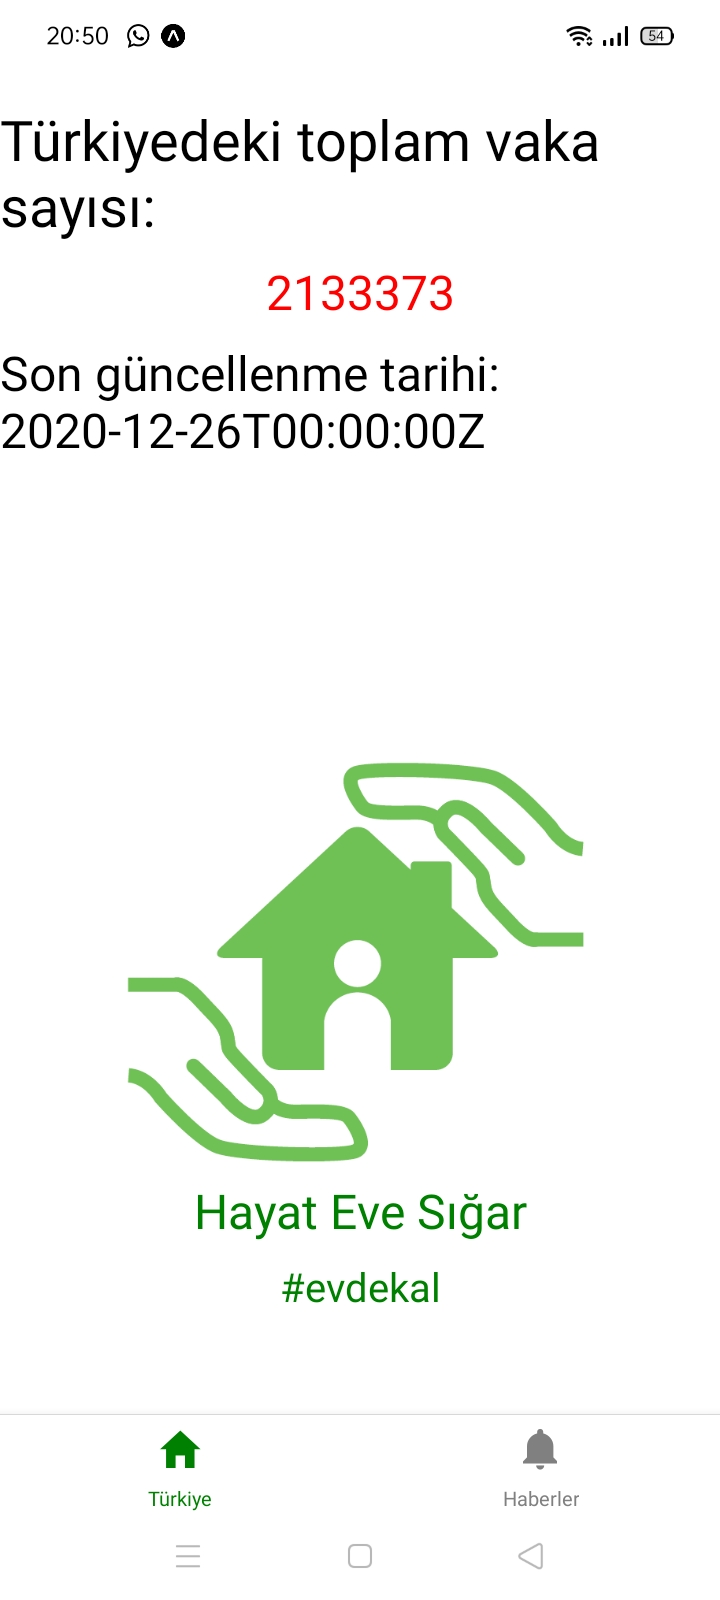 20:50
54
Türkiyedeki toplam vaka
sayısı:
2133373
Son güncellenme tarihi:
2020-12-26T00:00:00Z
Hayat Eve Sığar
#evdekal
Türkiye
Haberler